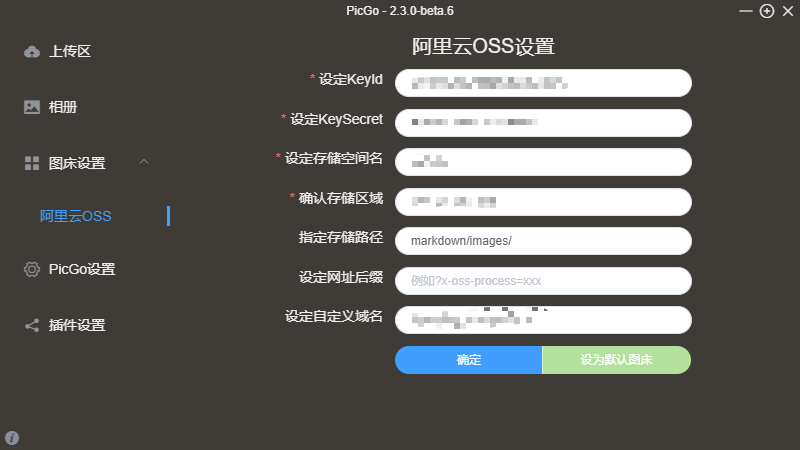 PicGo - 2.3.0-beta.6
上传区
相册
图床设置
阿里云OSS
PicGo设置
插件设置
阿里云OSS设置
* 设定KeyId
* 设定KeySecret
* 设定存储空间名
* 确认存储区域
指定存储路径 markdown/images/
设定网址后缀 例如?x-oss-process=xxx
设定自定义域名
确定 设为默认图床